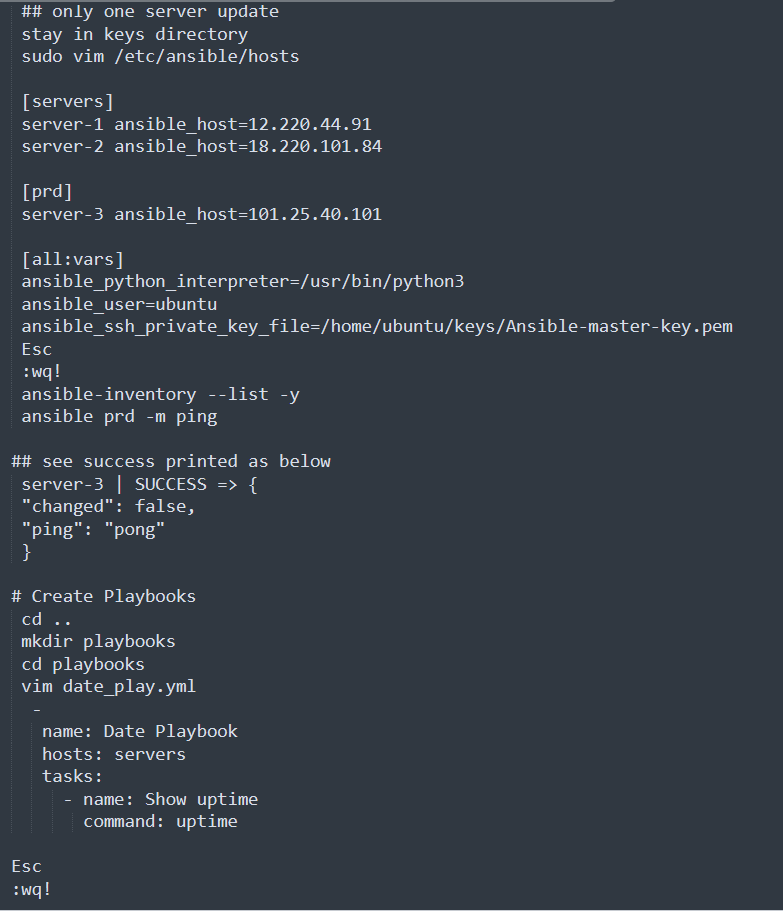 ## only one server update
stay in keys directory
sudo vim /etc/ansible/hosts
[servers]
server-1 ansible_host=12.220.44.91
server-2 ansible_host=18.220.101.84
[prd]
server-3 ansible_host=101.25.40.101
[all:vars]
ansible_python_interpreter=/usr/bin/python3
ansible_user=ubuntu
ansible_ssh_private_key_file=/home/ubuntu/keys/Ansible-master-key.pem
Esc
:wq!
ansible-inventory --list -y
ansible prd -m ping
## see success printed as below
server-3 | SUCCESS => {
"changed": false,
"ping": "pong"
}
# Create Playbooks
cd ..
mkdir playbooks
cd playbooks
vim date_play.yml
-
name: Date Playbook
hosts: servers
tasks:
- name: Show uptime
command: uptime
Esc
:wq!